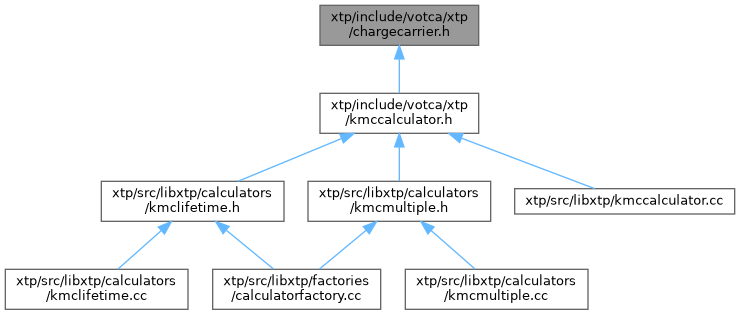 xtp/include/votca/xtp
/chargecarrier.h
xtp/include/votca/xtp
/kmccalculator.h
xtp/src/libxtp/calculators
/kmclifetime.h
xtp/src/libxtp/calculators
/kmcmultiple.h
xtp/src/libxtp/kmccalculator.cc
xtp/src/libxtp/calculators
/kmclifetime.cc
xtp/src/libxtp/factories
/calculatorfactory.cc
xtp/src/libxtp/calculators
/kmcmultiple.cc